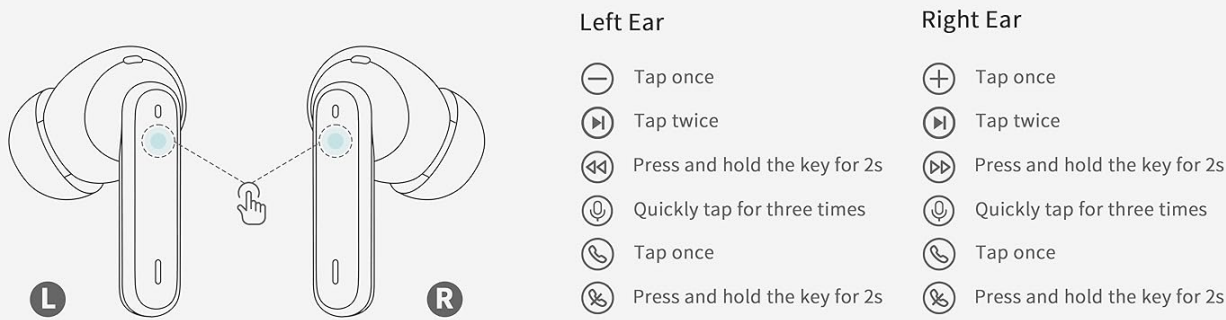 Left Ear
Tap once
Tap twice
Press and hold the key for 2s
Quickly tap for three times
Tap once
Press and hold the key for 2s
Right Ear
Tap once
Tap twice
Press and hold the key for 2s
Quickly tap for three times
Tap once
Press and hold the key for 2s
L
R